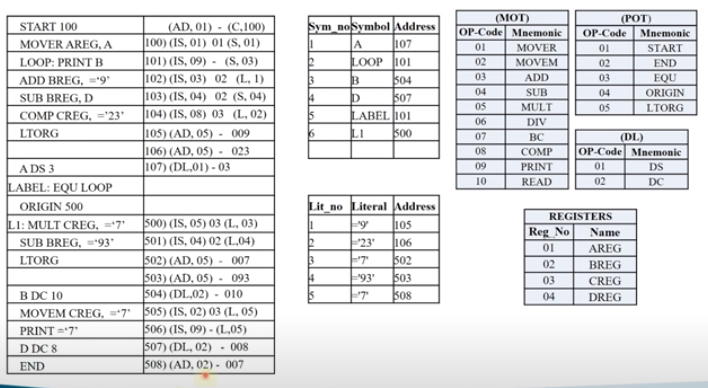 START 100 (AD, 01) - (C,100)
MOVER AREG, A 100) (IS, 01) 01 (S, 01)
LOOP: PRINT B 101) (IS, 09) - (S, 03)
ADD BREG, ='9' 102) (IS, 03) 02 (L, 1)
SUB BREG, D 103) (IS, 04) 02 (S, 04)
COMP CREG, ='23' 104) (IS, 08) 03 (L, 02)
LTORG 105) (AD, 05) - 009
106) (AD, 05) - 023
A DS 3 107) (DL,01) - 03
LABEL: EQU LOOP
ORIGIN 500
L1: MULT CREG, ='7' 500) (IS, 05) 03 (L, 03)
SUB BREG, ='93' 501) (IS, 04) 02 (L,04)
LTORG 502) (AD, 05) - 007
503) (AD, 05) - 093
B DC 10 504) (DL,02) - 010
MOVEM CREG, ='7' 505) (IS, 02) 03 (L, 05)
PRINT ='7' 506) (IS, 09) - (L,05)
D DC 8 507) (DL, 02) - 008
END 508) (AD, 02) - 007
Sym_no Symbol Address
1 A 107
2 LOOP 101
3 B 504
4 D 507
5 LABEL 101
6 L1 500
Lit_no Literal Address
1 ='9' 105
2 ='23' 106
3 ='7' 502
4 ='93' 503
5 ='7' 508
(MOT)
OP-Code Mnemonic
01 MOVER
02 MOVEM
03 ADD
04 SUB
05 MULT
06 DIV
07 BC
08 COMP
09 PRINT
10 READ
(POT)
OP-Code Mnemonic
01 START
02 END
03 EQU
04 ORIGIN
05 LTORG
(DL)
OP-Code Mnemonic
01 DS
02 DC
REGISTERS
Reg_No Name
01 AREG
02 BREG
03 CREG
04 DREG